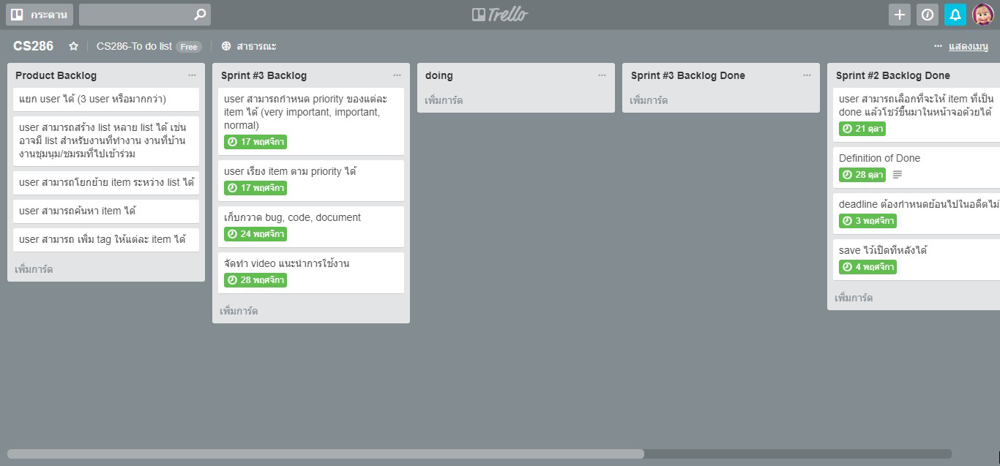 กระดาน
Trello
CS286
CS286-To do list
Free
สาธารณะ
แสดงเมนู
Product Backlog
แยก user ได้ (3 user หรือมากกว่า)
user สามารถสร้าง list หลาย list ได้ เช่น
อาจมี list สำหรับงานที่ทำงาน งานที่บ้าน
งานชุมนุม/ชมรมที่ไปเข้าร่วม
user สามารถโยกย้าย item ระหว่าง list ได้
user สามารถค้นหา item ได้
user สามารถ เพิ่ม tag ให้แต่ละ item ได้
เพิ่มการ์ด
Sprint #3 Backlog
user สามารถกำหนด priority ของแต่ละ
item ได้ (very important, important,
normal)
17 พฤศจิกา
user เรียง item ตาม priority ได้
17 พฤศจิกา
เก็บกวาด bug, code, document
24 พฤศจิกา
จัดทำ video แนะนำการใช้งาน
28 พฤศจิกา
เพิ่มการ์ด
doing
เพิ่มการ์ด
Sprint #3 Backlog Done
เพิ่มการ์ด
Sprint #2 Backlog Done
user สามารถเลือกที่จะให้ item ที่เป็น
done แล้วโชว์ขึ้นมาในหน้าจอด้วยได้
21 ตุลา
Definition of Done
28 ตุลา
deadline ต้องกำหนดย้อนไปในอดีตไม่
3 พฤศจิกา
save ไว้เปิดทีหลังได้
4 พฤศจิกา
เพิ่มการ์ด